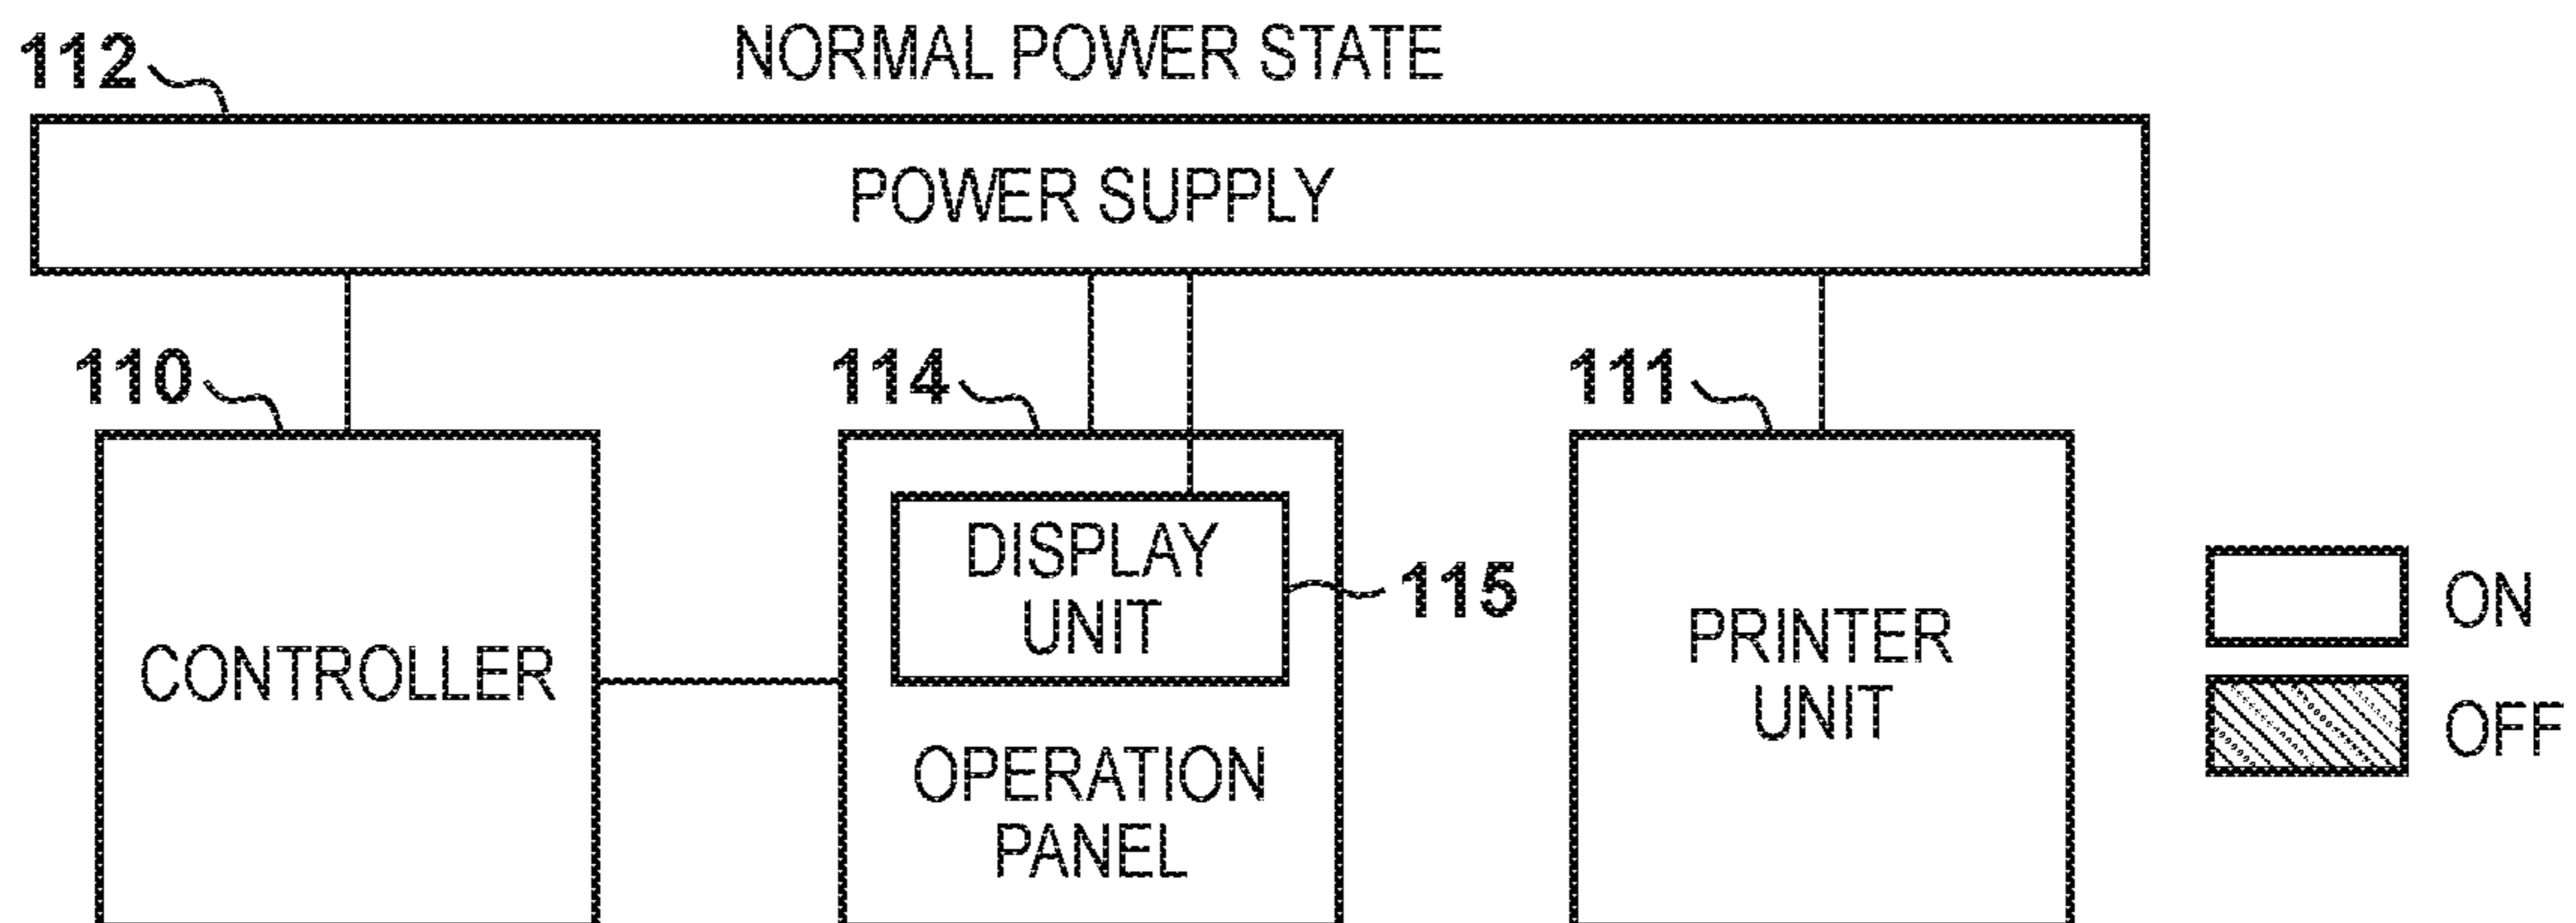 NORMAL POWER STATE
112
POWER SUPPLY
110
114
111
DISPLAY
UNIT
115
CONTROLLER
OPERATION
PANEL
PRINTER
UNIT
ON
OFF